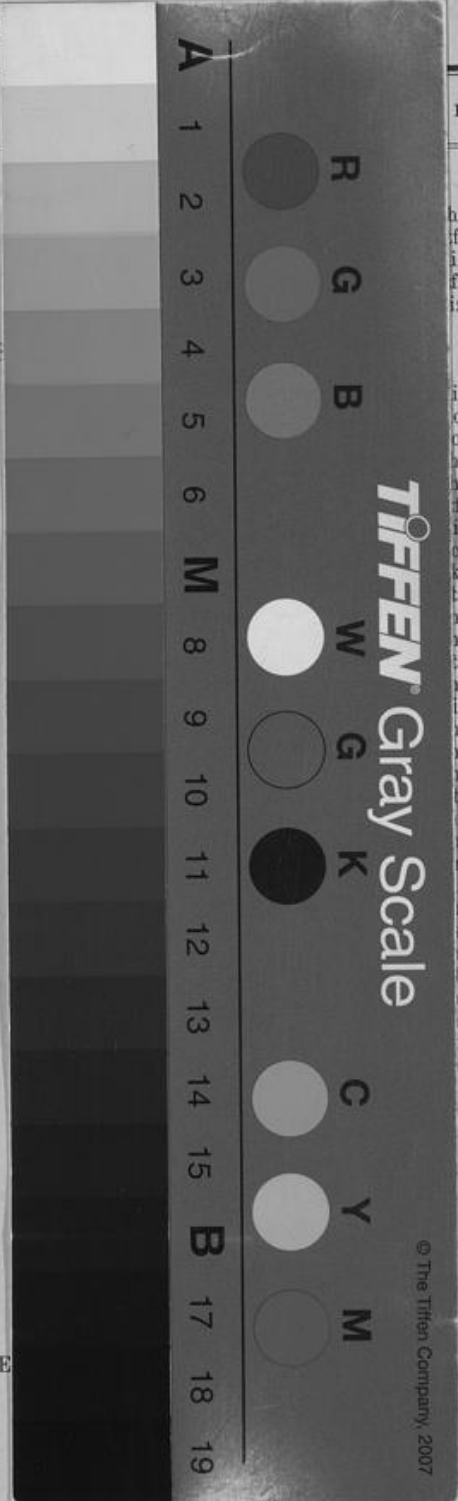 TIFFEN® Gray Scale
© The Tiffen Company, 2007
R G B W G K C Y M
A 1 2 3 4 5 6 M 8 9 10 11 12 13 14 15 B 17 18 19